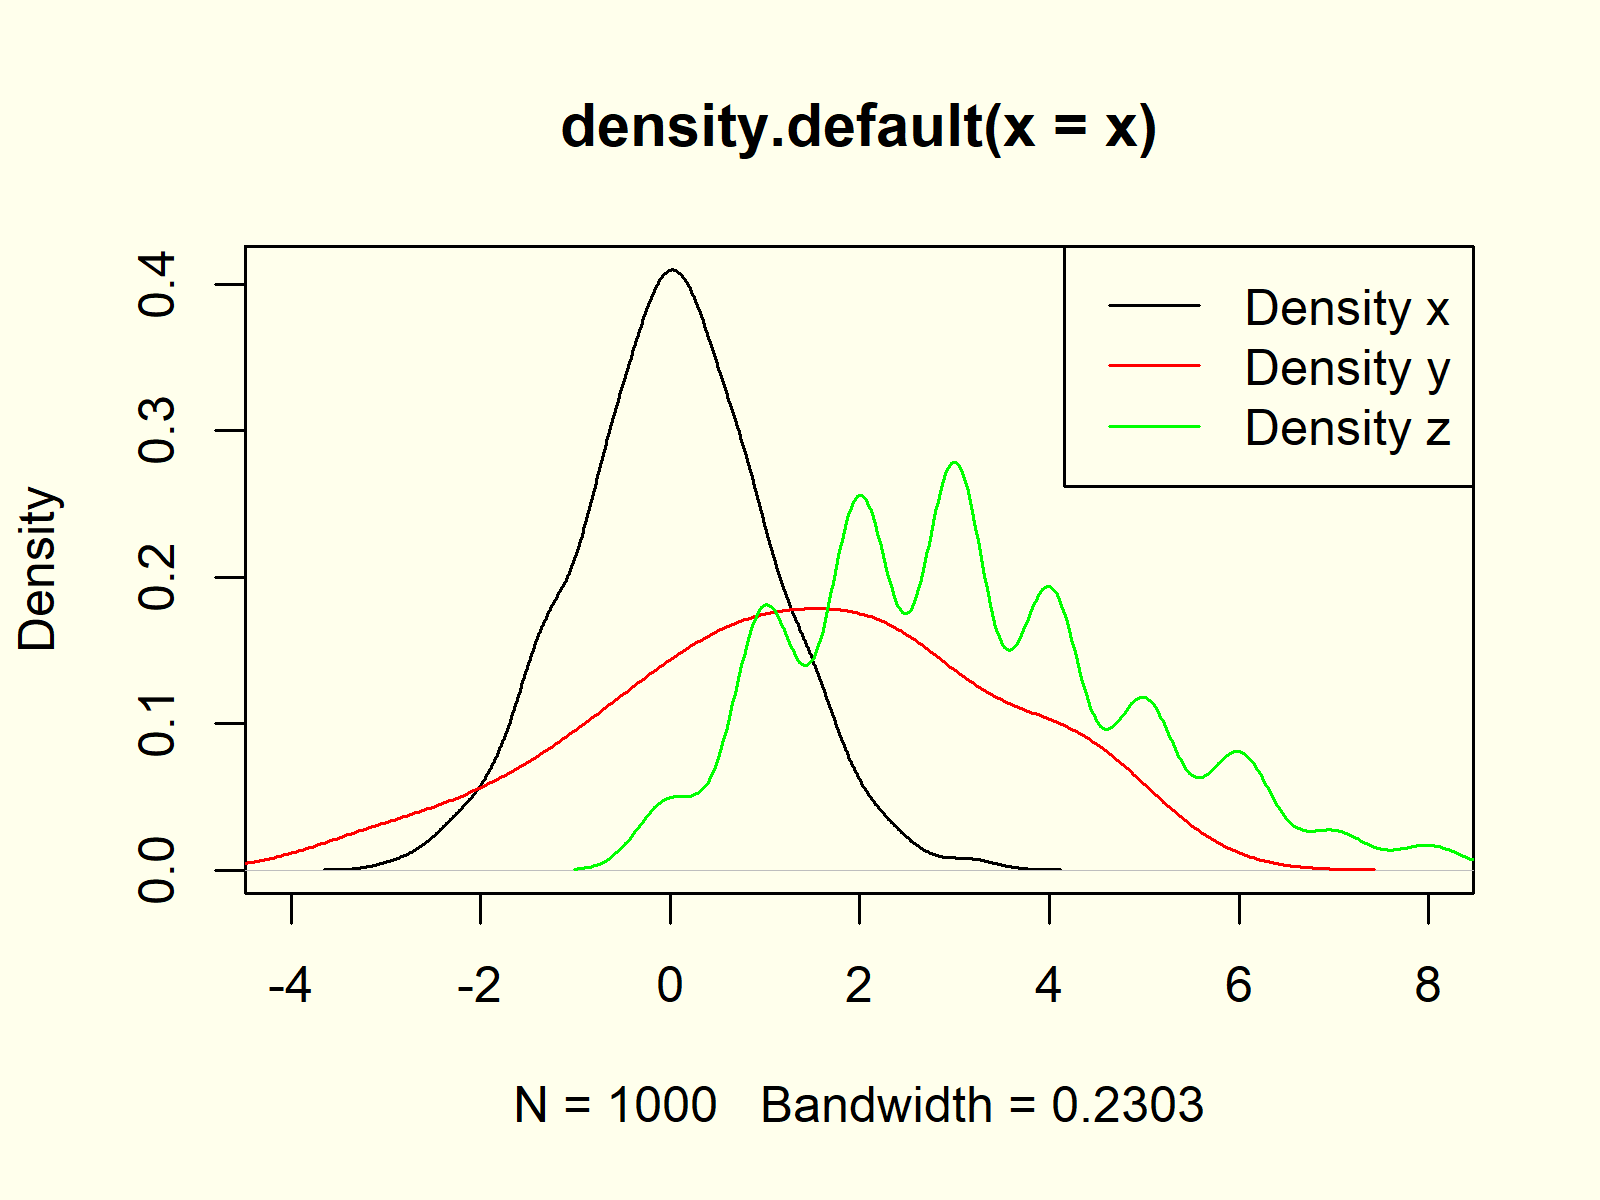 density.default(x = x)
Density
0.4
0.3
0.2
0.1
0.0
Density x
Density y
Density z
-4 -2 0 2 4 6 8
N = 1000 Bandwidth = 0.2303